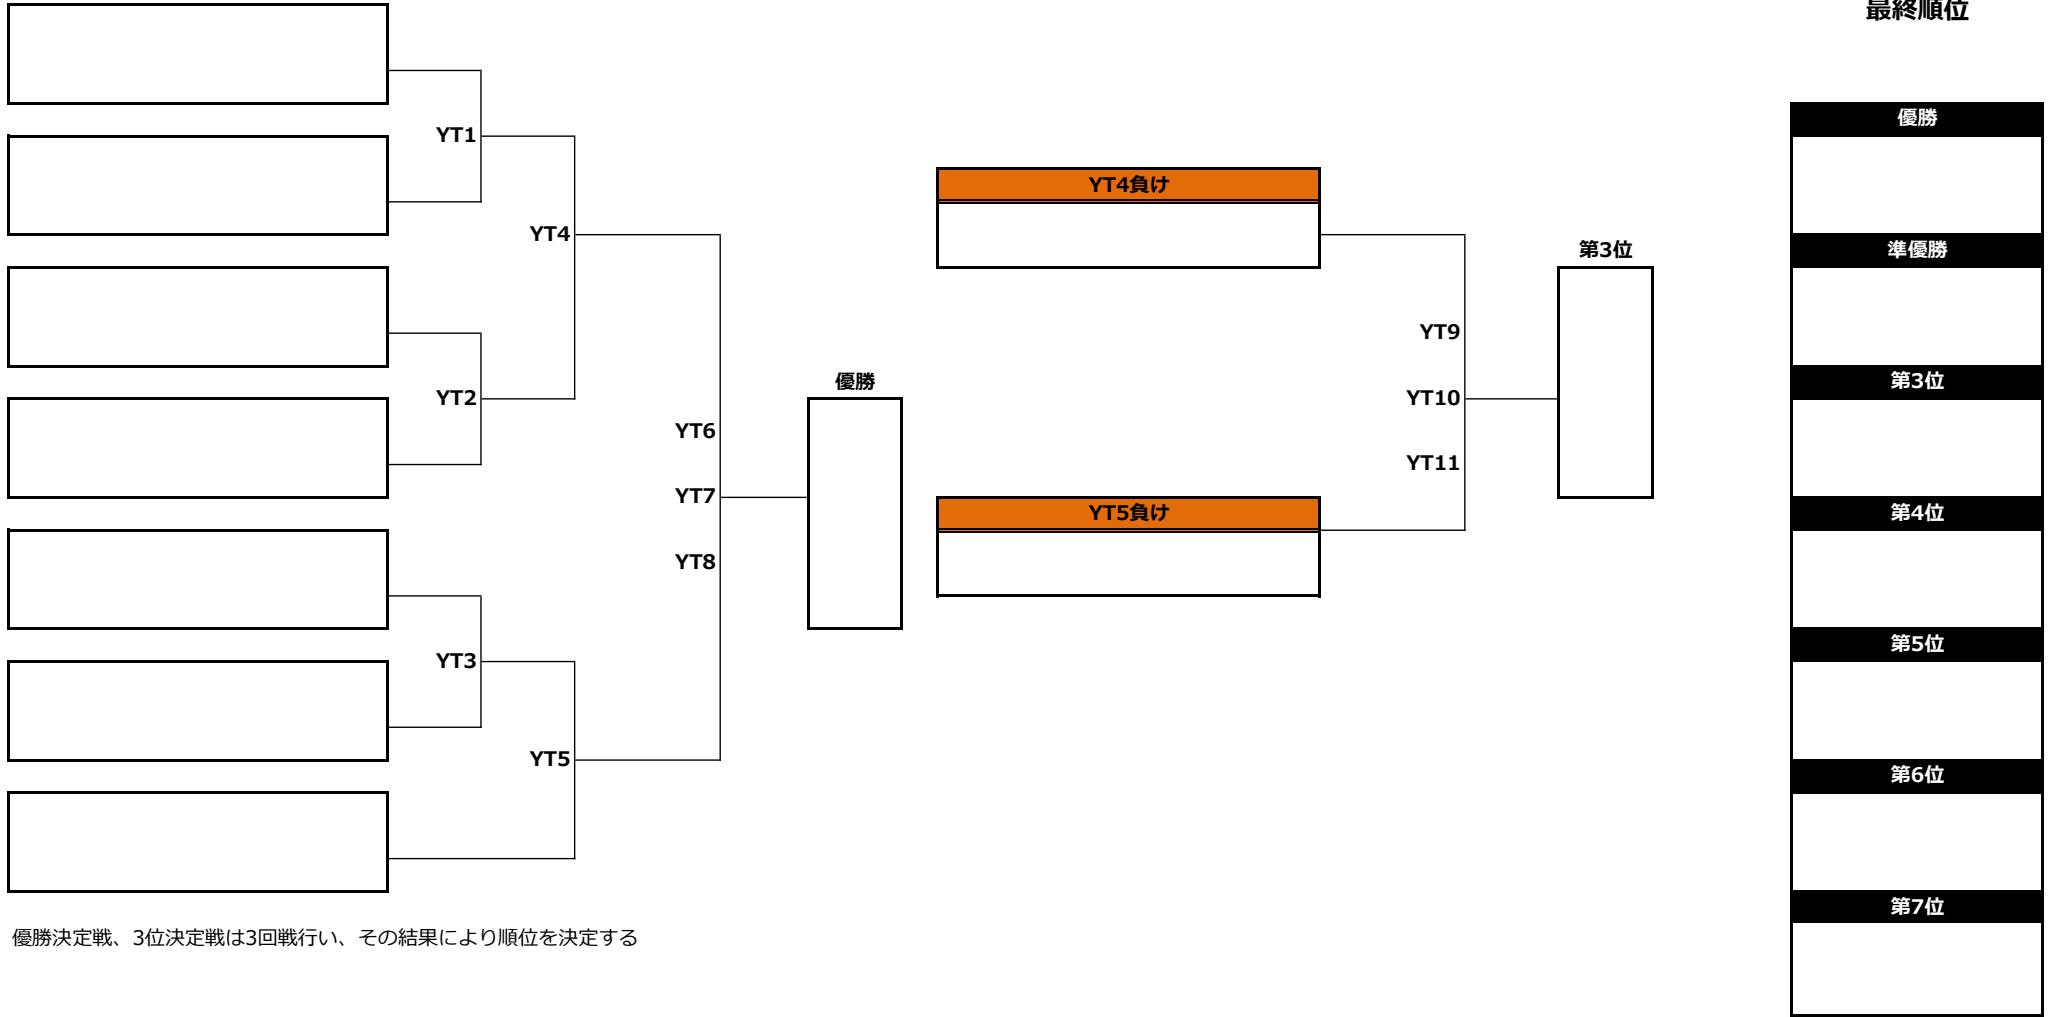 最終順位
YT1
YT4
YT2
YT6
YT7
YT8
YT3
YT5
優勝
YT4負け
YT9
YT10
YT11
YT5負け
第3位
優勝
準優勝
第3位
第4位
第5位
第6位
第7位
優勝決定戦、3位決定戦は3回戦行い、その結果により順位を決定する